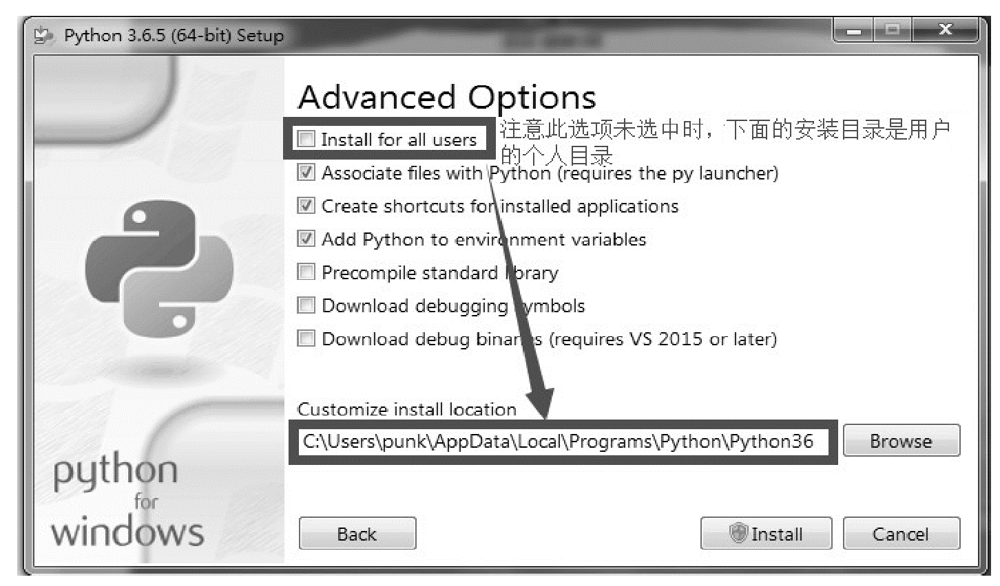 Python 3.6.5 (64-bit) Setup
Advanced Options
Install for all users
注意此选项未选中时，下面的安装目录是用户
的个人目录
Associate files with Python (requires the py launcher)
Create shortcuts for installed applications
Add Python to environment variables
Precompile standard library
Download debugging symbols
Download debug binaries (requires VS 2015 or later)
Customize install location
C:\Users\punk\AppData\Local\Programs\Python\Python36
Browse
python
for
windows
Back
Install
Cancel